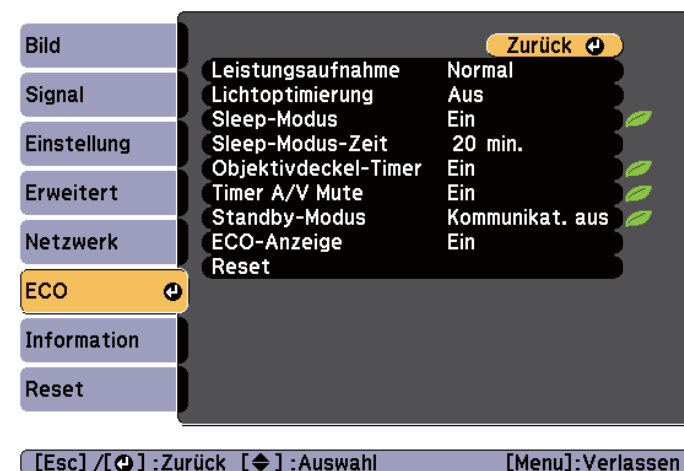 Bild
Signal
Einstellung
Erweitert
Netzwerk
ECO
Information
Reset
Zurück
Leistungsaufnahme Normal
Lichtoptimierung Aus
Sleep-Modus Ein
Sleep-Modus-Zeit 20 min.
Objektivdeckel-Timer Ein
Timer A/V Mute Ein
Standby-Modus Kommunikat. aus
ECO-Anzeige Ein
Reset
[Esc] /[⏎] :Zurück [◆] :Auswahl [Menu]:Verlassen